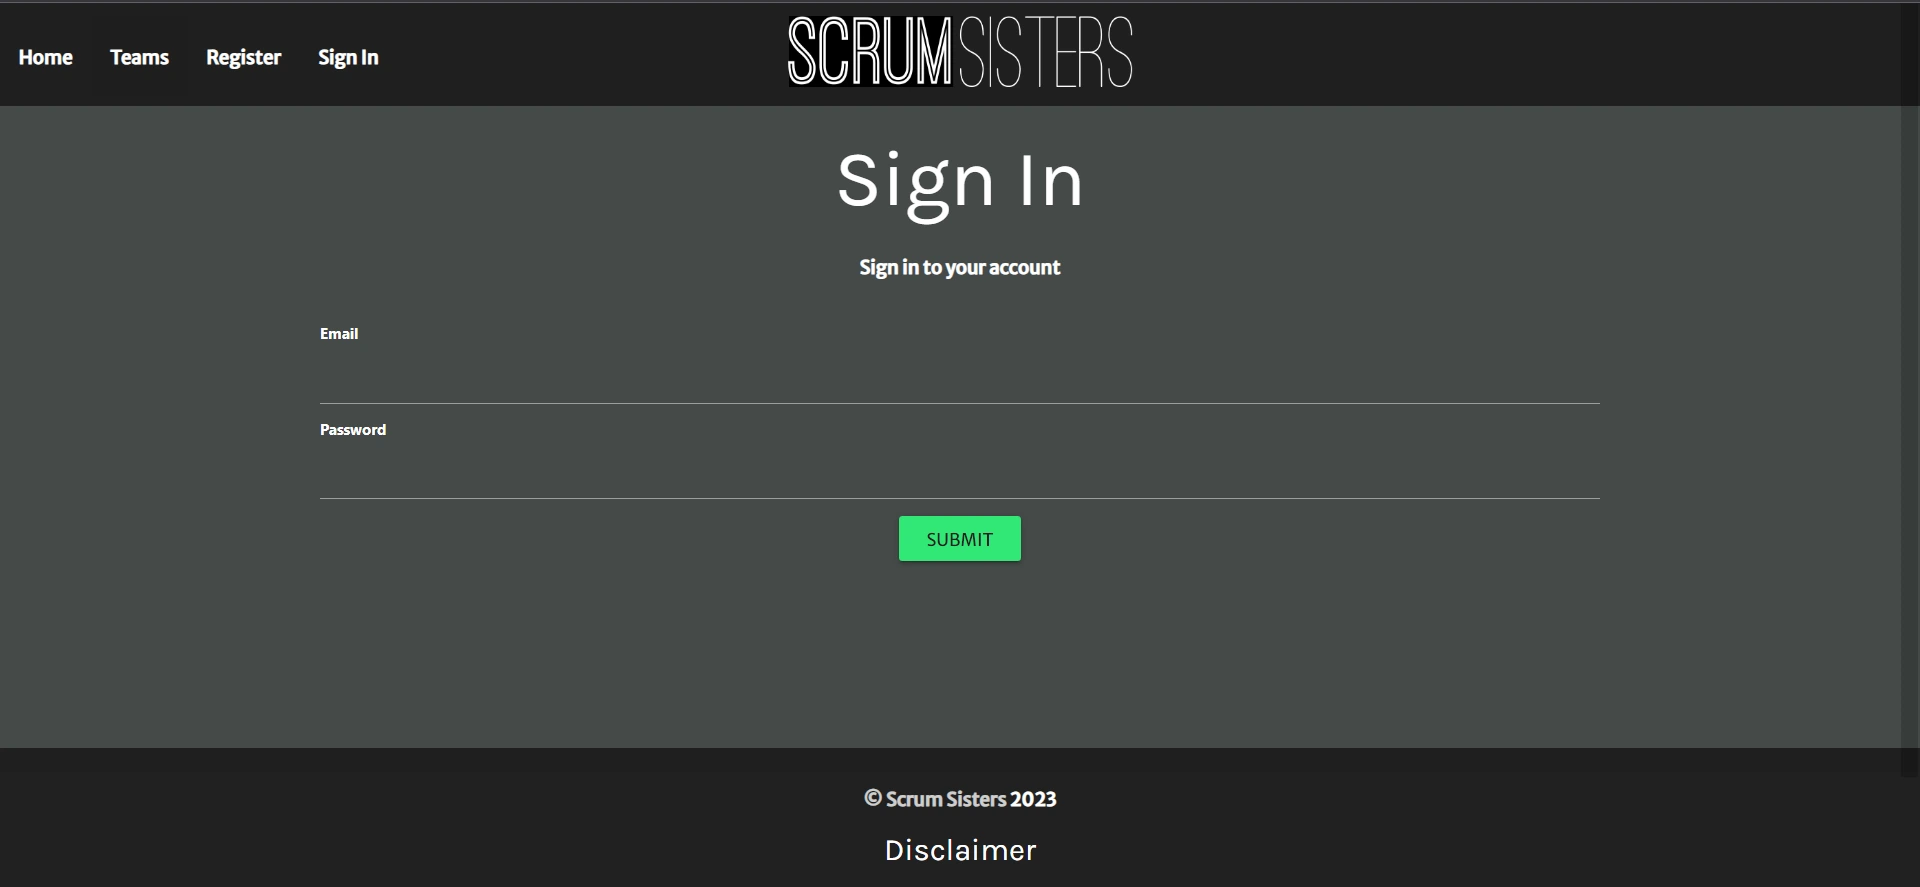 Home Teams Register Sign In SCRUMSISTERS
Sign In
Sign in to your account
Email
Password
SUBMIT
© Scrum Sisters 2023
Disclaimer